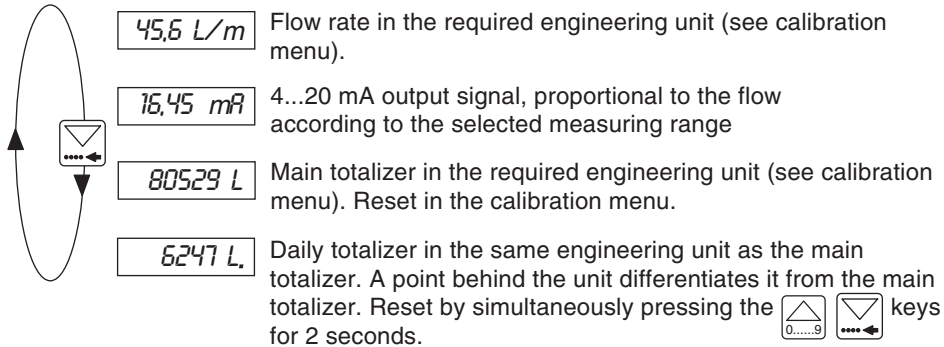 45,6 L/m
Flow rate in the required engineering unit (see calibration
menu).
16,45 mA
4...20 mA output signal, proportional to the flow
according to the selected measuring range
80529 L
Main totalizer in the required engineering unit (see calibration
menu). Reset in the calibration menu.
6247 L.
Daily totalizer in the same engineering unit as the main
totalizer. A point behind the unit differentiates it from the main
totalizer. Reset by simultaneously pressing the 0......9 keys
for 2 seconds.